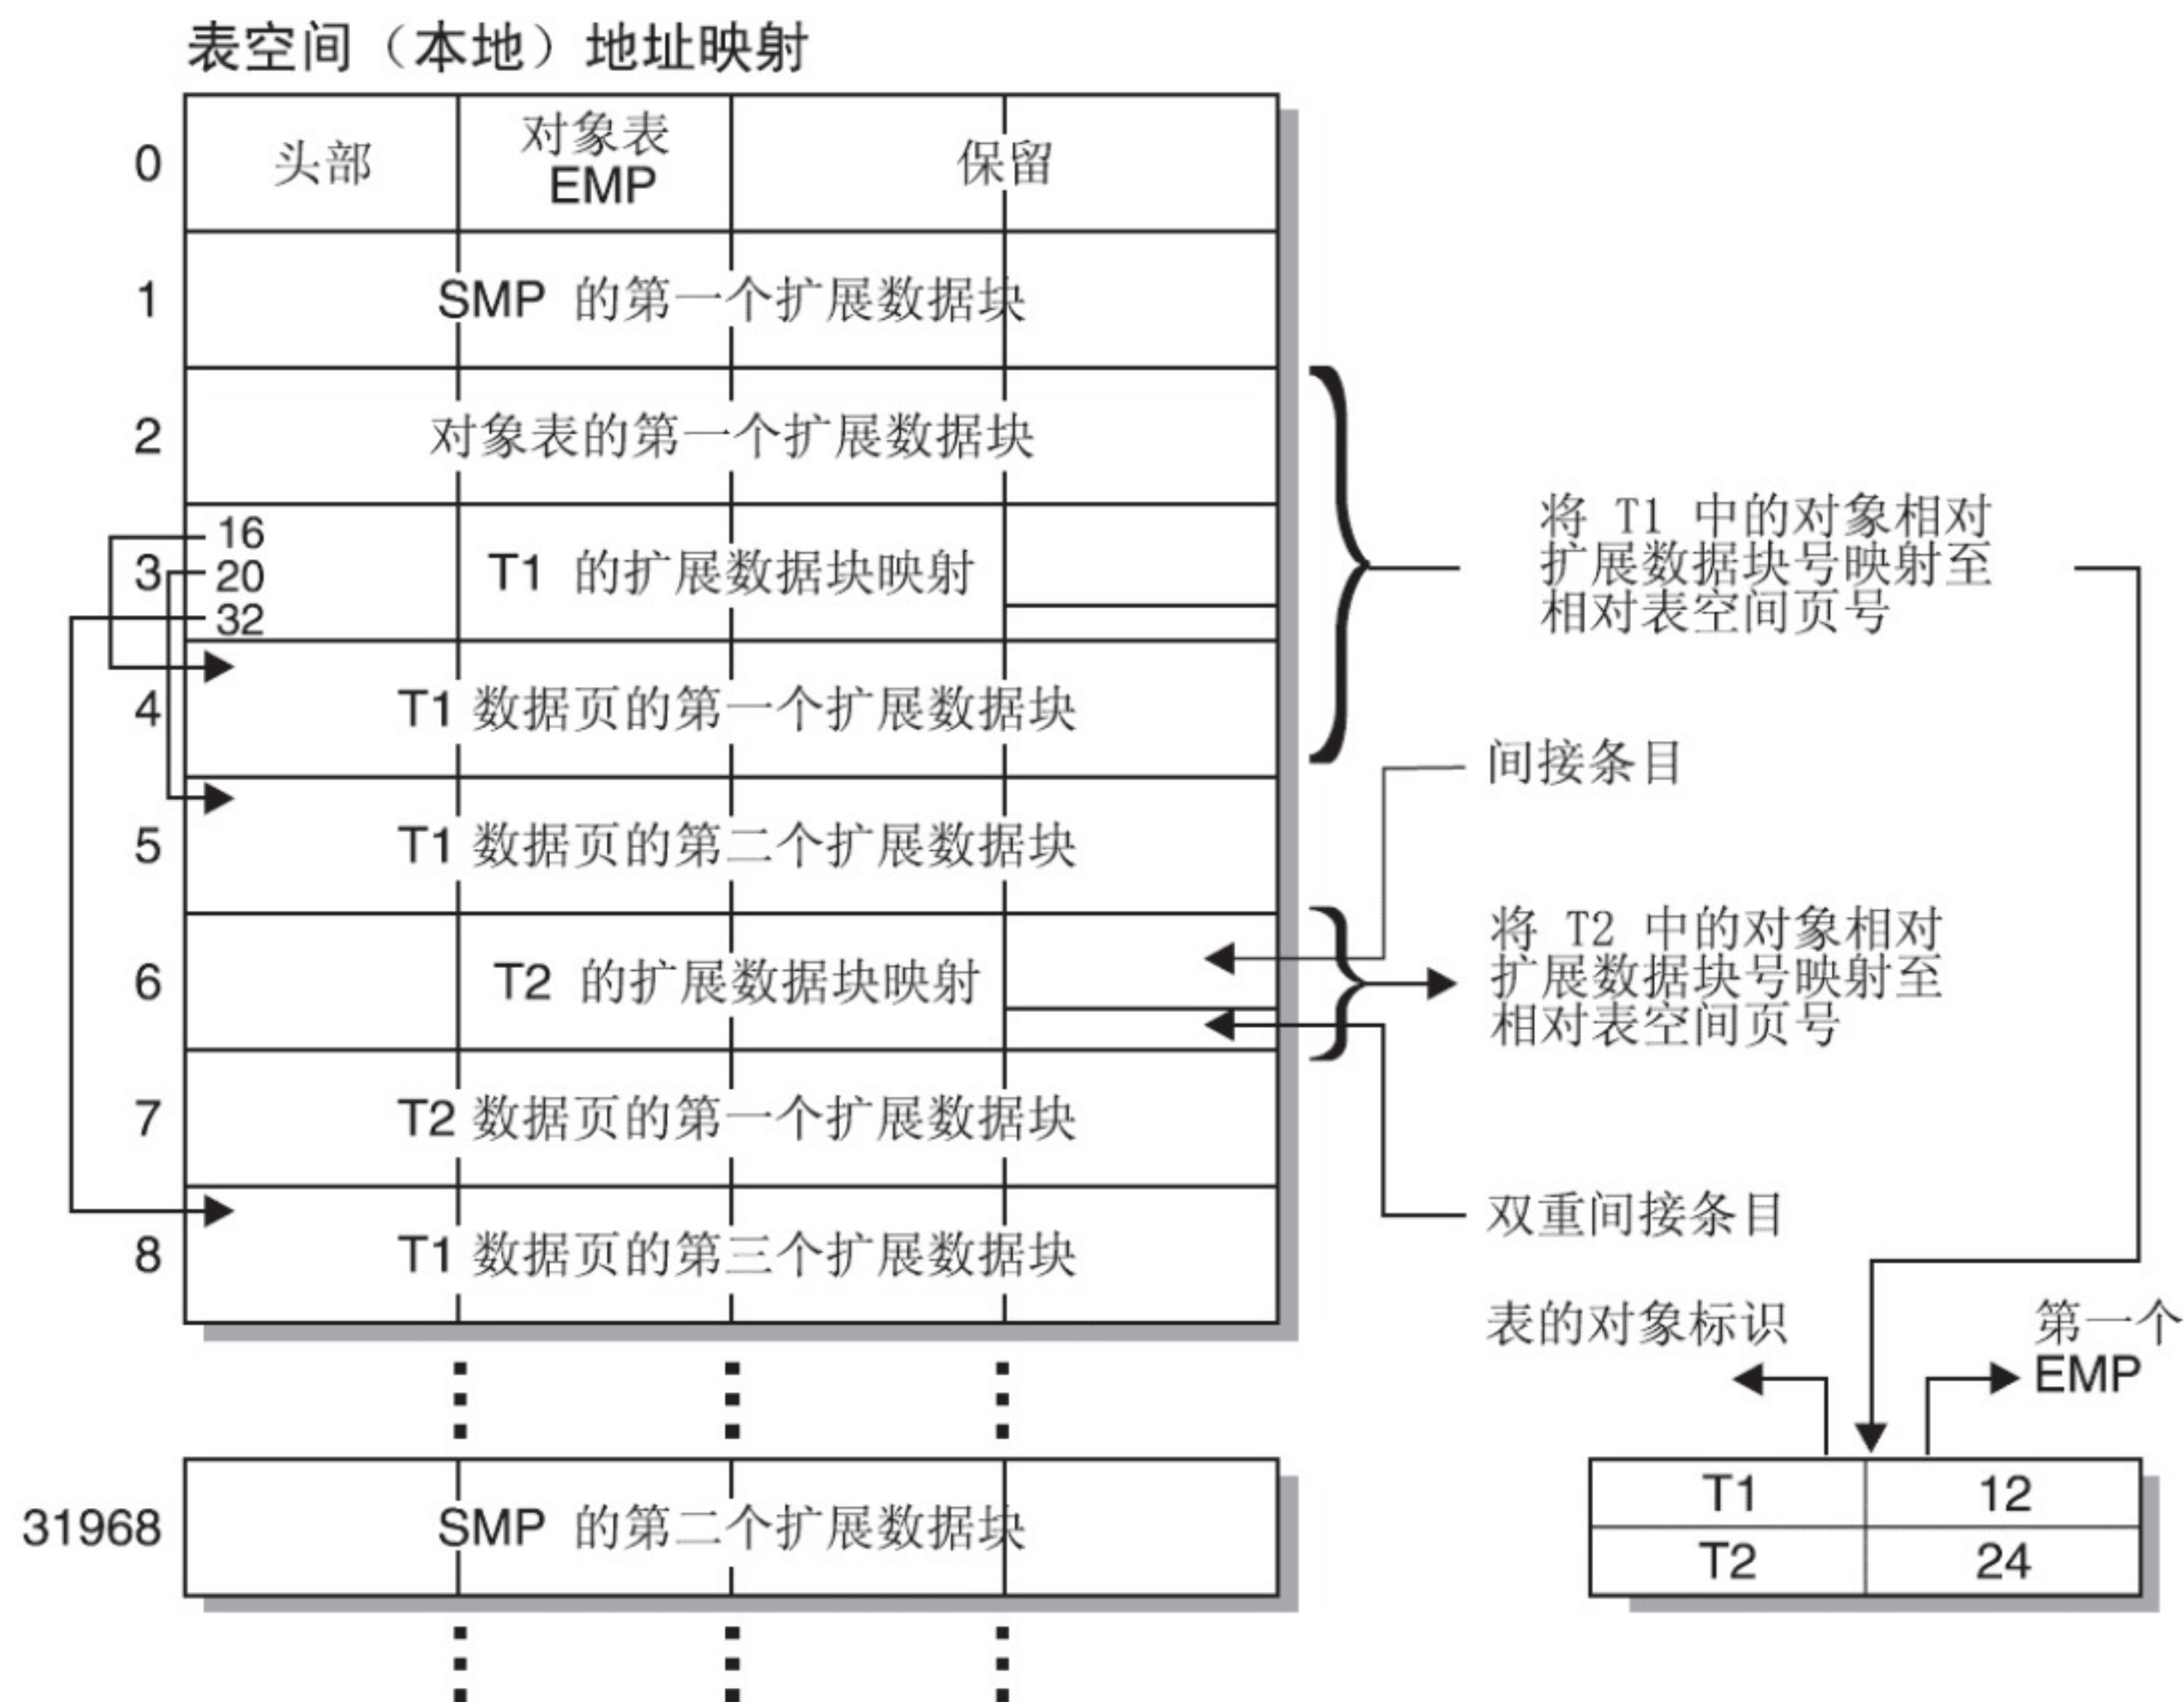 表空间（本地）地址映射
0
头部
对象表
EMP
保留
1
SMP 的第一个扩展数据块
2
对象表的第一个扩展数据块
3
16
20
32
T1 的扩展数据块映射
4
T1 数据页的第一个扩展数据块
5
T1 数据页的第二个扩展数据块
6
T2 的扩展数据块映射
7
T2 数据页的第一个扩展数据块
8
T1 数据页的第三个扩展数据块
31968
SMP 的第二个扩展数据块
将 T1 中的对象相对
扩展数据块号映射至
相对表空间页号
间接条目
将 T2 中的对象相对
扩展数据块号映射至
相对表空间页号
双重间接条目
表的对象标识
第一个
EMP
T1 12
T2 24